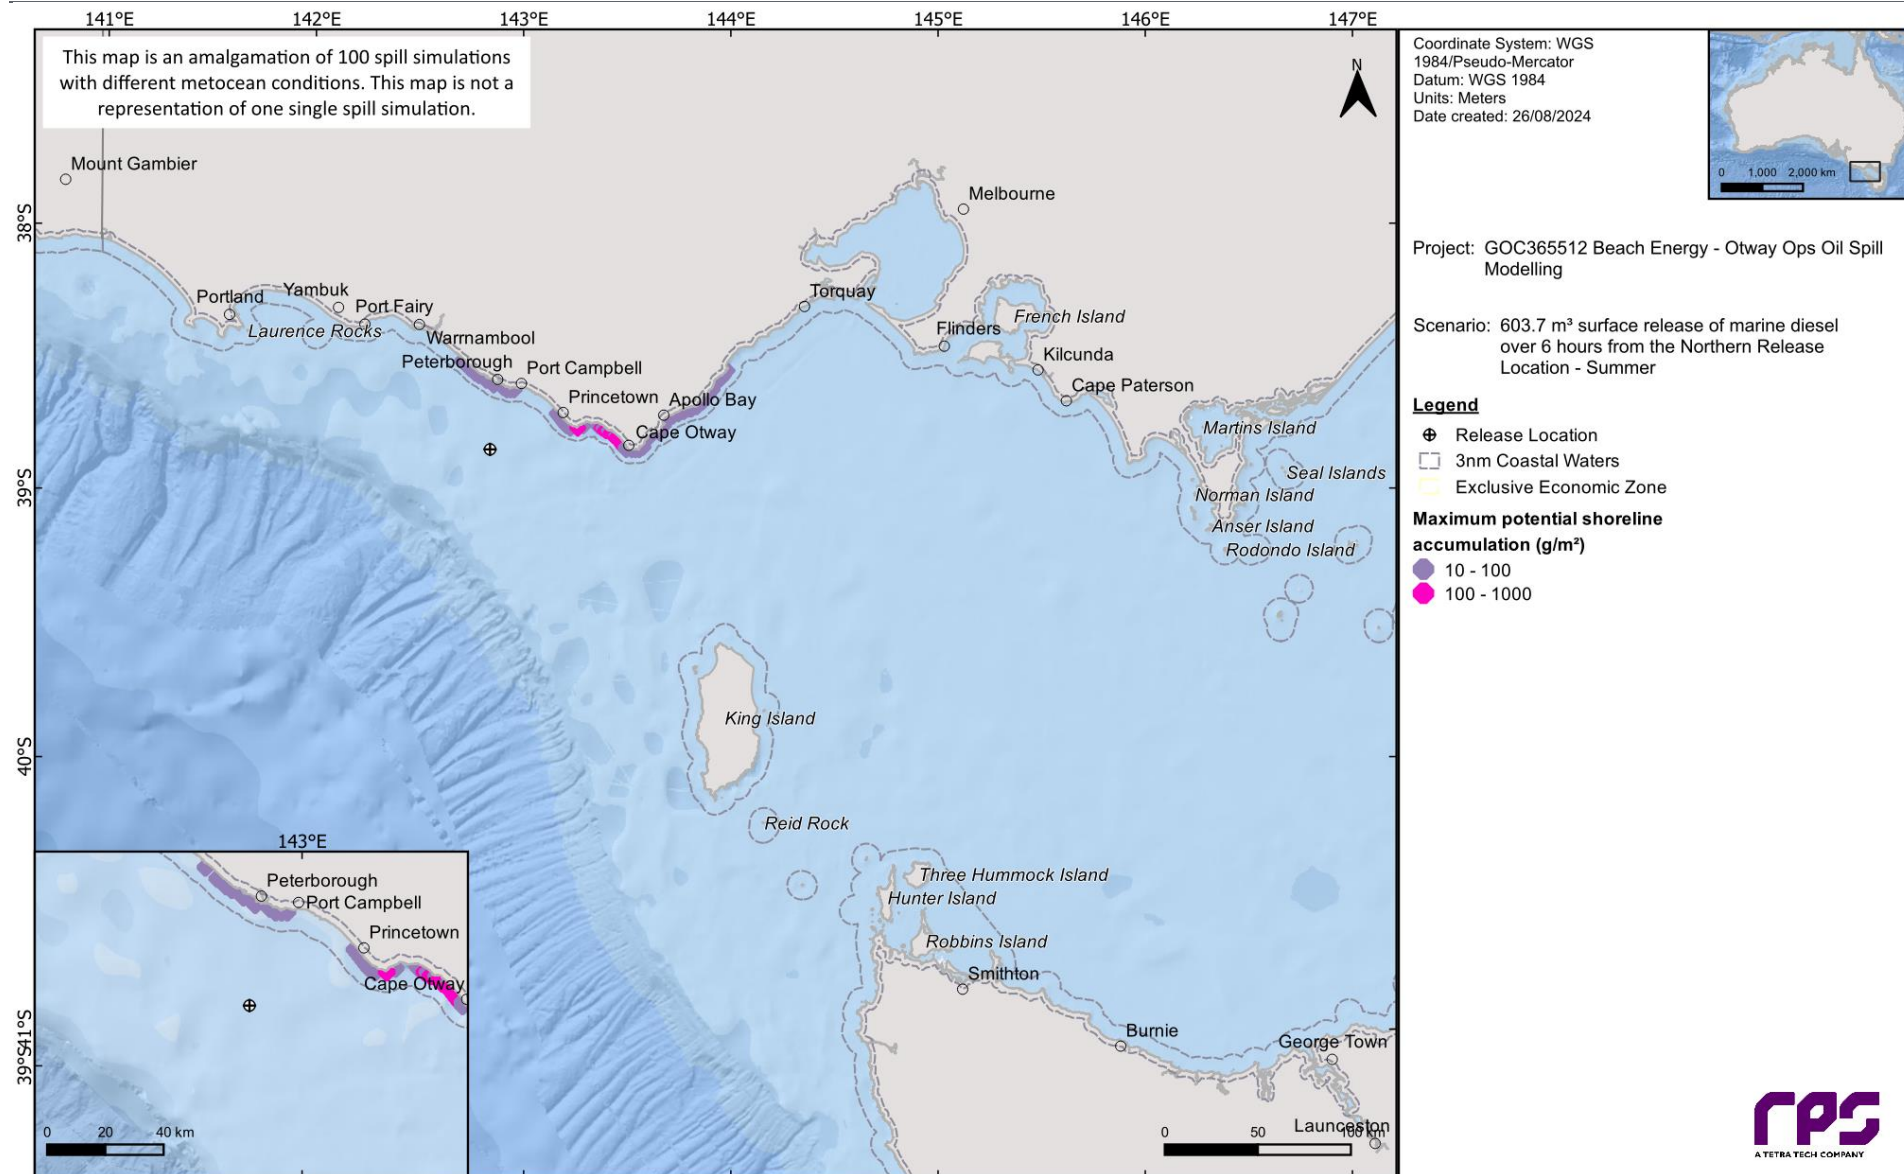 141°E 142°E 143°E 144°E 145°E 146°E 147°E
This map is an amalgamation of 100 spill simulations
with different metocean conditions. This map is not a
representation of one single spill simulation.
N
Mount Gambier
Melbourne
38°S
Portland
Yambuk
Port Fairy
Laurence Rocks
Warrnambool
Torquay
French Island
Flinders
Peterborough
Port Campbell
Kilcunda
Princetown
Apollo Bay
Cape Paterson
Cape Otway
Martins Island
Seal Islands
39°S
Norman Island
Anser Island
Rodondo Island
King Island
40°S
Reid Rock
Three Hummock Island
Hunter Island
Robbins Island
Smithton
Burnie
George Town
Launceston
41°S
0 50 100 km
143°E
Peterborough
Port Campbell
Princetown
Cape Otway
39°S
0 20 40 km
Coordinate System: WGS
1984/Pseudo-Mercator
Datum: WGS 1984
Units: Meters
Date created: 26/08/2024
0 1,000 2,000 km
Project: GOC365512 Beach Energy - Otway Ops Oil Spill
Modelling
Scenario: 603.7 m³ surface release of marine diesel
over 6 hours from the Northern Release
Location - Summer
Legend
Release Location
3nm Coastal Waters
Exclusive Economic Zone
Maximum potential shoreline
accumulation (g/m²)
10 - 100
100 - 1000
rps
A TETRA TECH COMPANY